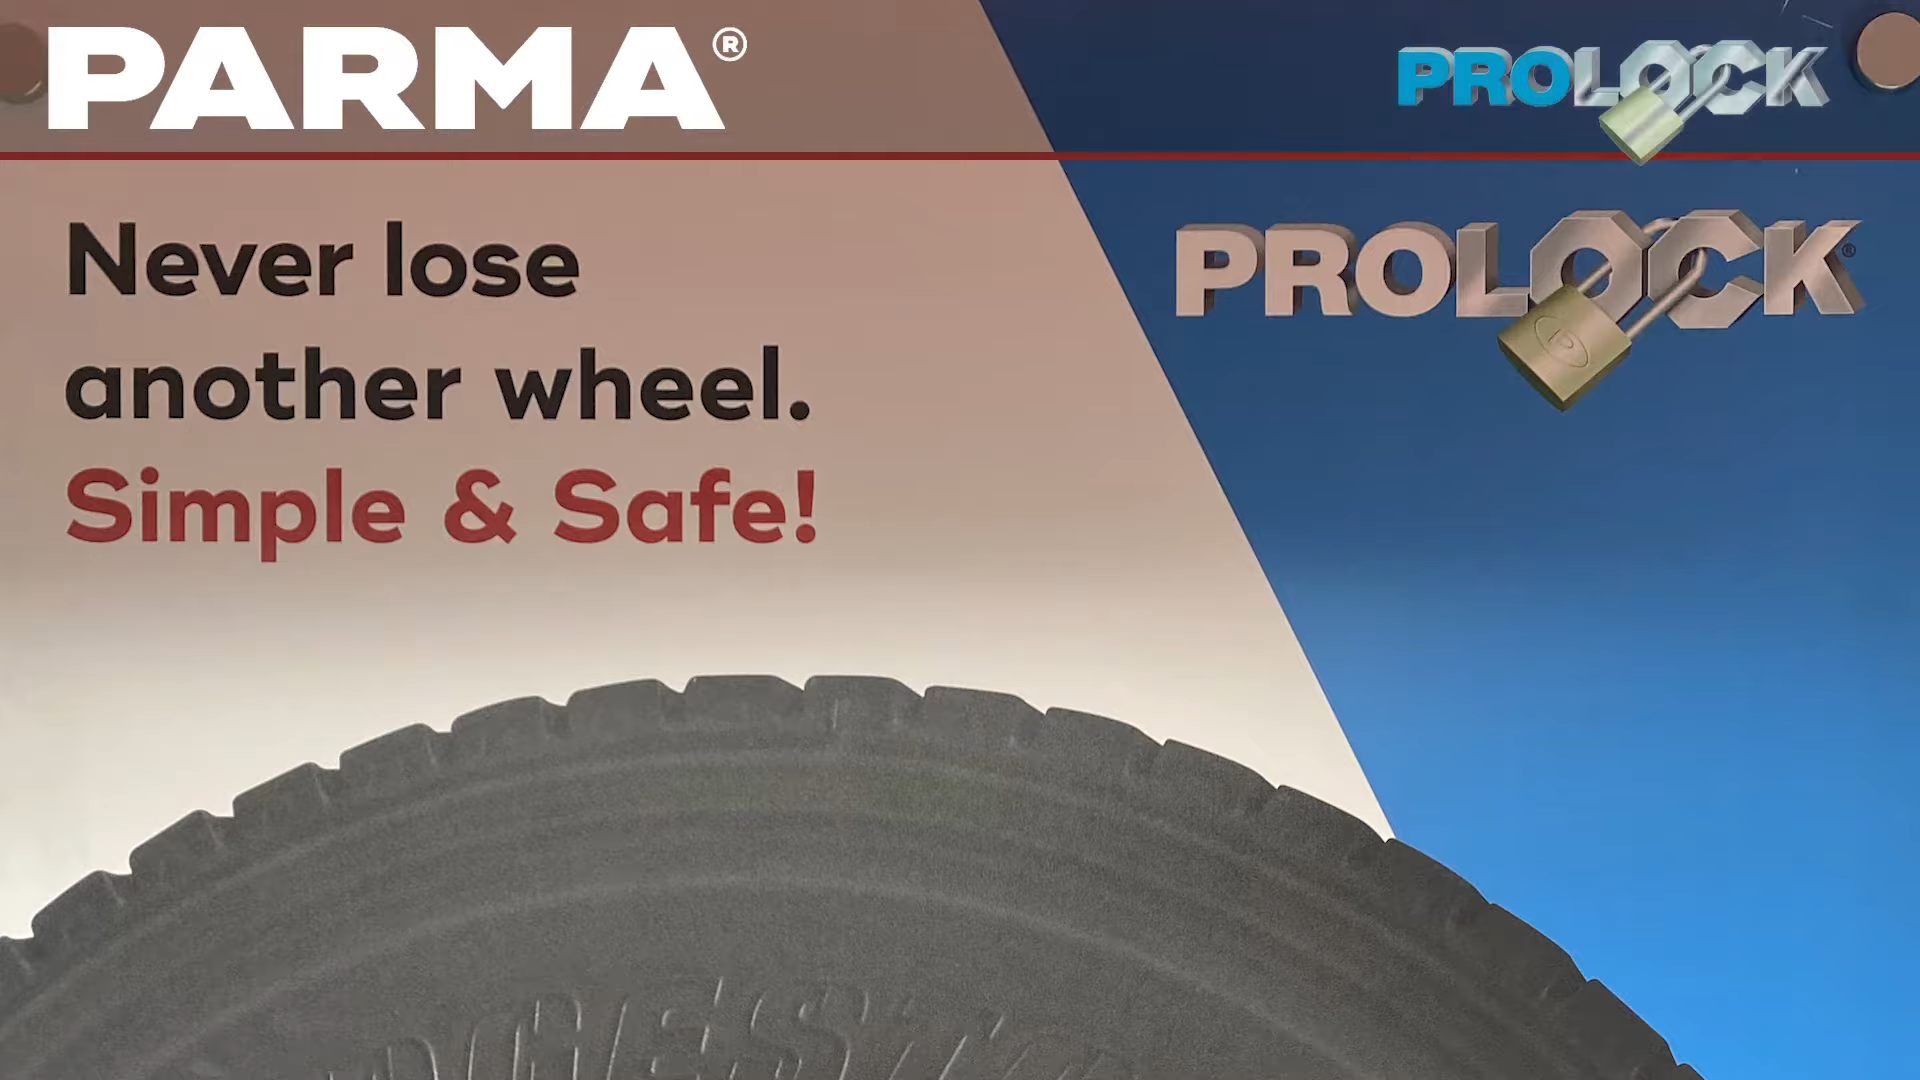 PARMA®
PROLOCK
Never lose
another wheel.
Simple & Safe!
PROLOCK®